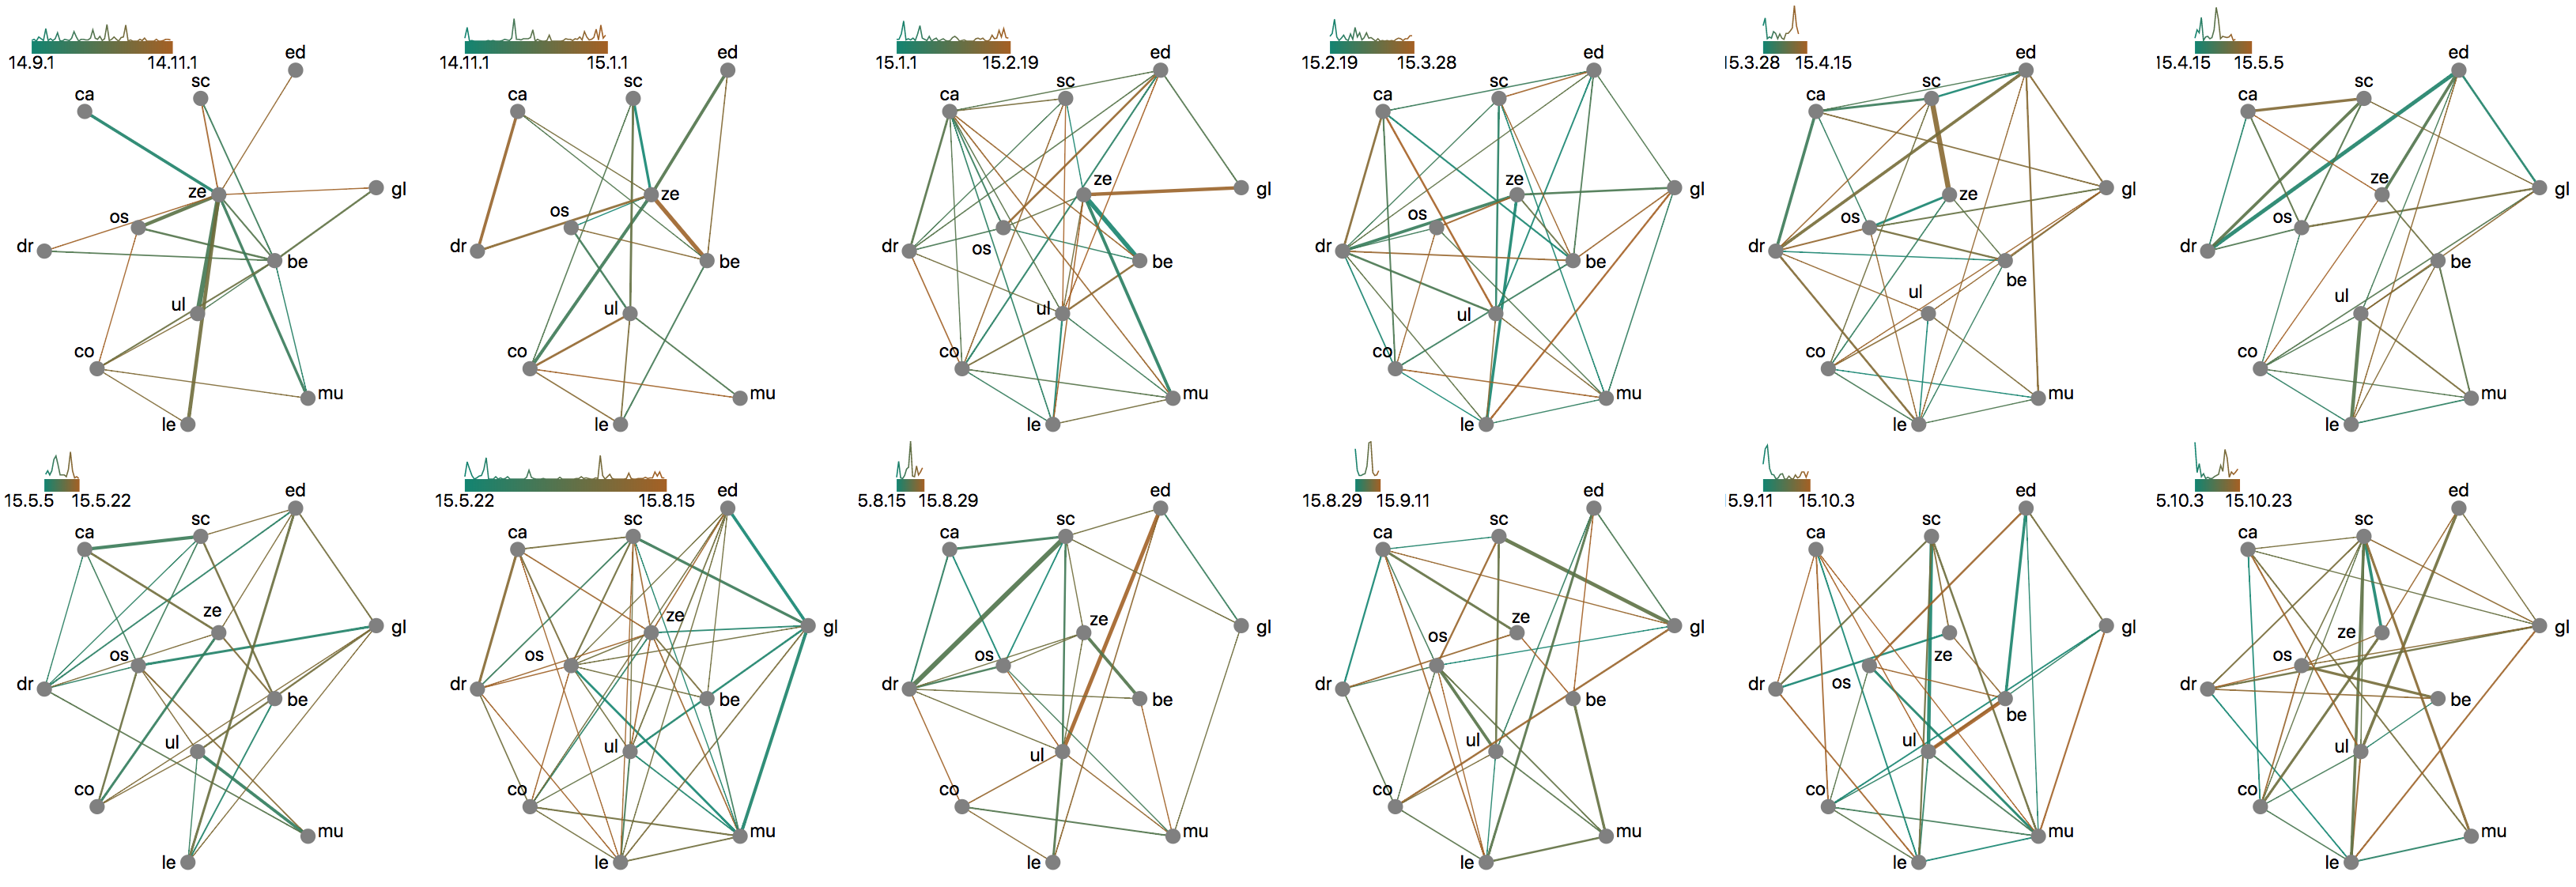 14.9.1 14.11.1
ed
sc
ca
ze
gl
os
dr
be
ul
co
mu
le
14.11.1 15.1.1
ed
sc
ca
ze
os
dr
be
ul
co
mu
le
15.1.1 15.2.19
ed
sc
ca
ze
gl
os
dr
be
ul
co
mu
le
15.2.19 15.3.28
ed
sc
ca
ze
gl
os
dr
be
ul
co
mu
le
15.3.28 15.4.15
ed
sc
ca
ze
gl
os
dr
be
ul
co
mu
le
15.4.15 15.5.5
ed
sc
ca
ze
gl
os
dr
be
ul
co
mu
le
15.5.5 15.5.22
ed
sc
ca
ze
gl
os
dr
be
ul
co
mu
le
15.5.22 15.8.15
ed
sc
ca
ze
gl
os
dr
be
ul
co
mu
le
5.8.15 15.8.29
ed
sc
ca
ze
gl
os
dr
be
ul
co
mu
le
15.8.29 15.9.11
ed
sc
ca
ze
gl
os
dr
be
ul
co
mu
le
15.9.11 15.10.3
ed
sc
ca
gl
ze
os
dr
be
ul
co
mu
le
5.10.3 15.10.23
ed
sc
ca
ze
gl
os
dr
be
ul
co
mu
le